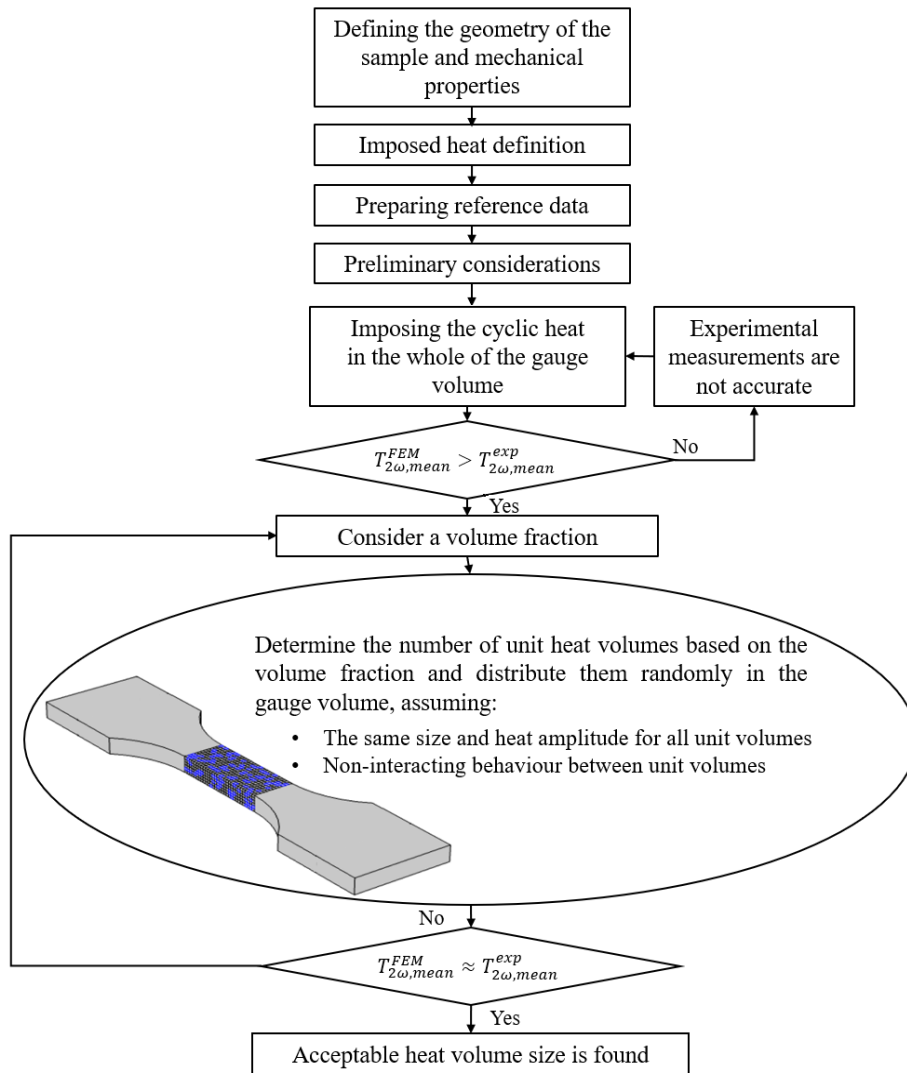 Defining the geometry of the
sample and mechanical
properties
Imposed heat definition
Preparing reference data
Preliminary considerations
Imposing the cyclic heat
in the whole of the gauge
volume
Experimental
measurements are
not accurate
No
T_{2ω,mean}^{FEM} > T_{2ω,mean}^{exp}
Yes
Consider a volume fraction
Determine the number of unit heat volumes based on the
volume fraction and distribute them randomly in the
gauge volume, assuming:
• The same size and heat amplitude for all unit volumes
• Non-interacting behaviour between unit volumes
No
T_{2ω,mean}^{FEM} ≈ T_{2ω,mean}^{exp}
Yes
Acceptable heat volume size is found